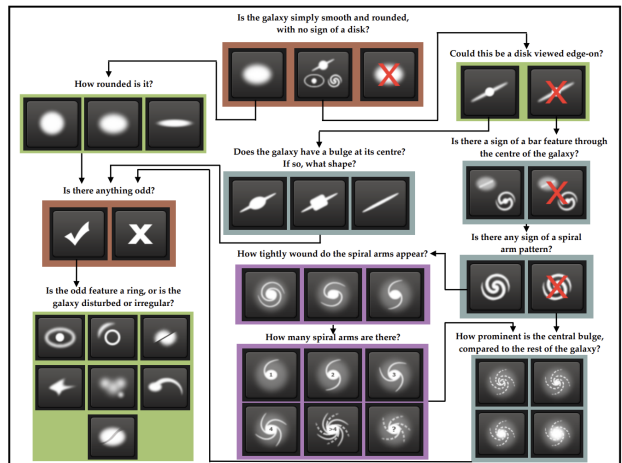 Is the galaxy simply smooth and rounded,
with no sign of a disk?
Could this be a disk viewed edge-on?
How rounded is it?
Does the galaxy have a bulge at its centre?
If so, what shape?
Is there a sign of a bar feature through
the centre of the galaxy?
Is there anything odd?
Is there any sign of a spiral
arm pattern?
How tightly wound do the spiral arms appear?
Is the odd feature a ring, or is the
galaxy disturbed or irregular?
How many spiral arms are there?
How prominent is the central bulge,
compared to the rest of the galaxy?
1
2
3
4
?